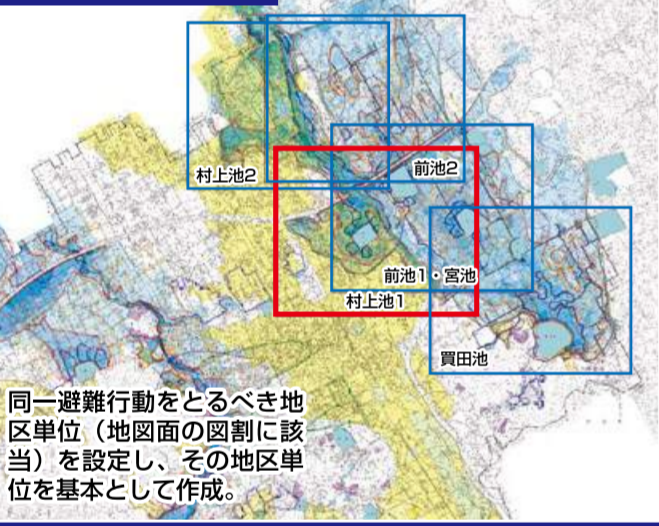 村上池2
前池2
前池1・宮池
村上池1
買田池
同一避難行動をとるべき地
区単位（地図面の図割に該
当）を設定し、その地区単
位を基本として作成。